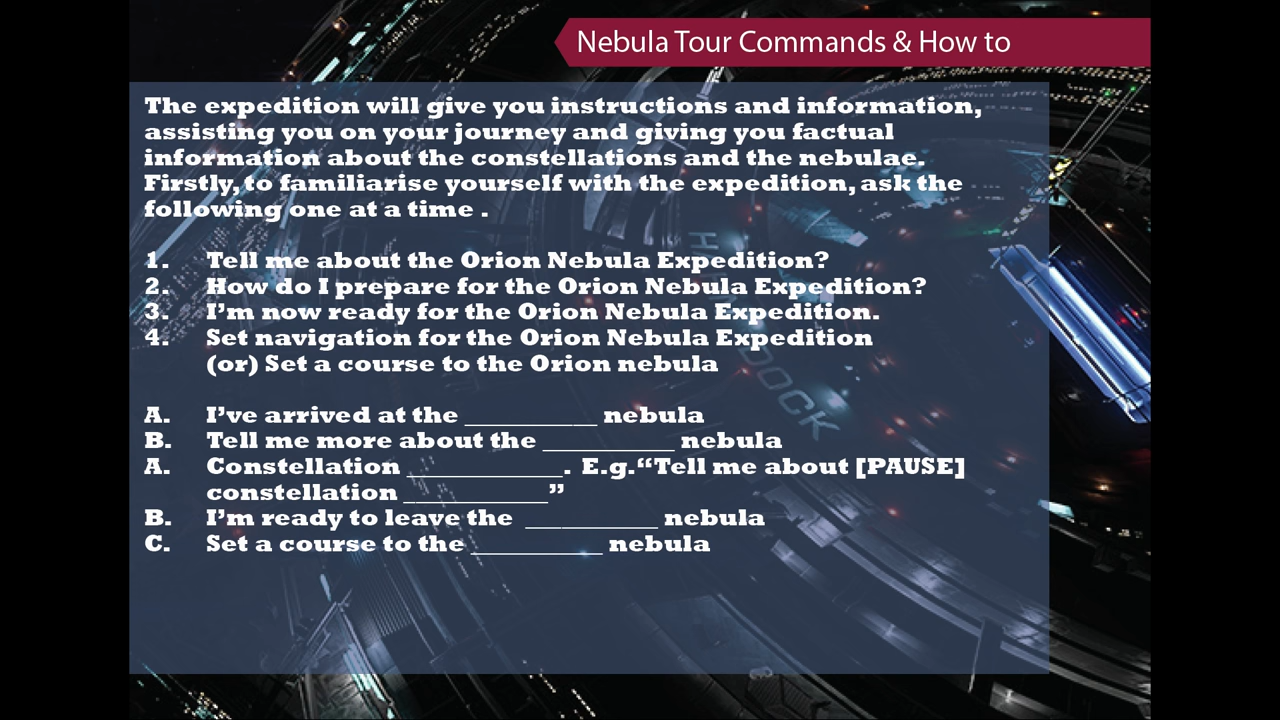 Nebula Tour Commands & How to
The expedition will give you instructions and information,
assisting you on your journey and giving you factual
information about the constellations and the nebulae.
Firstly, to familiarise yourself with the expedition, ask the
following one at a time .
1. Tell me about the Orion Nebula Expedition?
2. How do I prepare for the Orion Nebula Expedition?
3. I’m now ready for the Orion Nebula Expedition.
4. Set navigation for the Orion Nebula Expedition
(or) Set a course to the Orion nebula
A. I’ve arrived at the ___________ nebula
B. Tell me more about the ___________ nebula
A. Constellation _____________. E.g.“Tell me about [PAUSE]
constellation ____________”
B. I’m ready to leave the ___________ nebula
C. Set a course to the ___________ nebula
DOCK